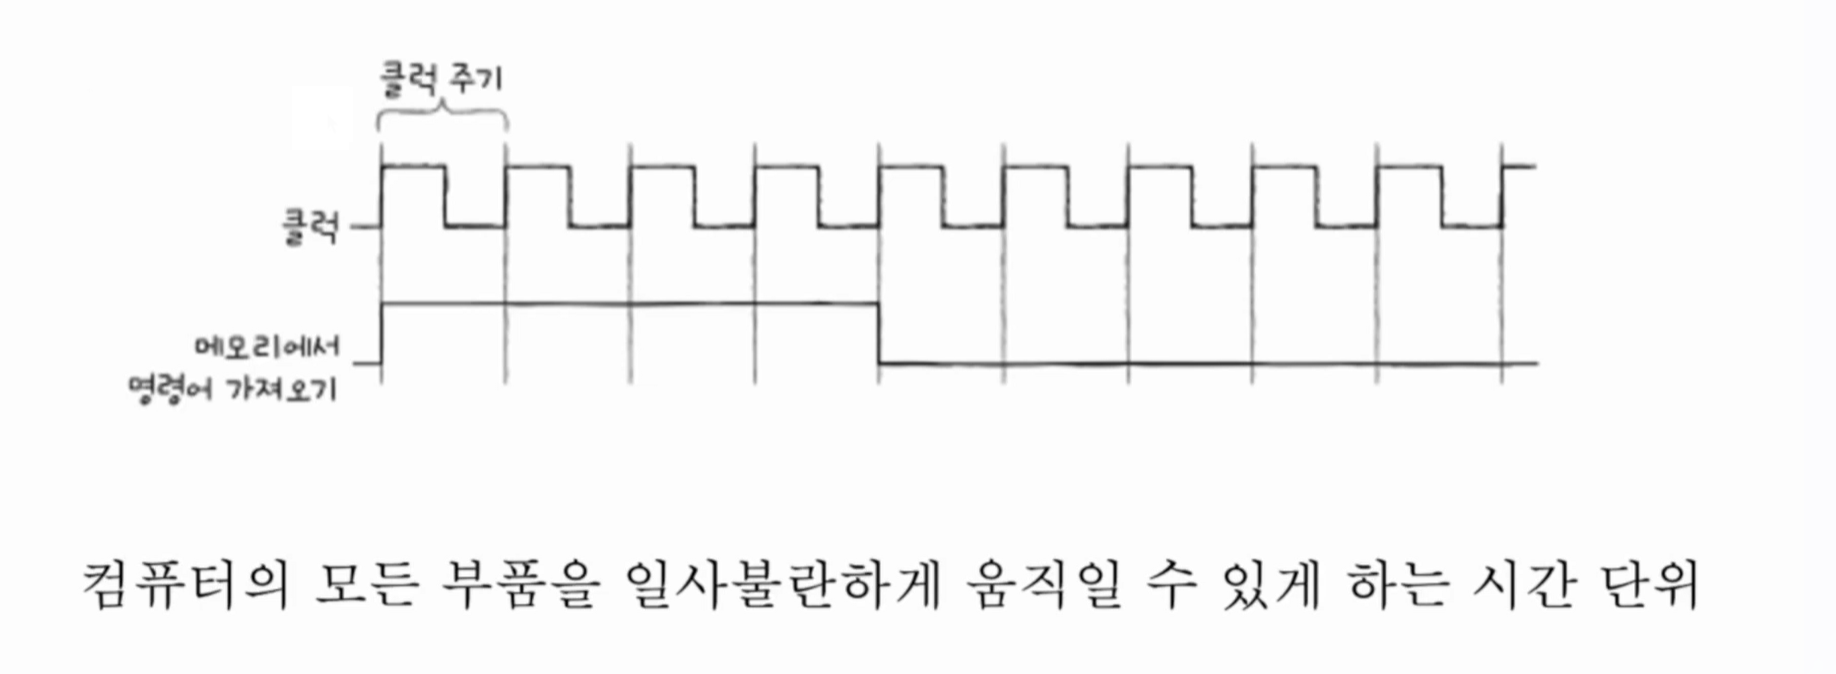 클럭 주기
클럭
메모리에서
명령어 가져오기
컴퓨터의 모든 부품을 일사불란하게 움직일 수 있게 하는 시간 단위